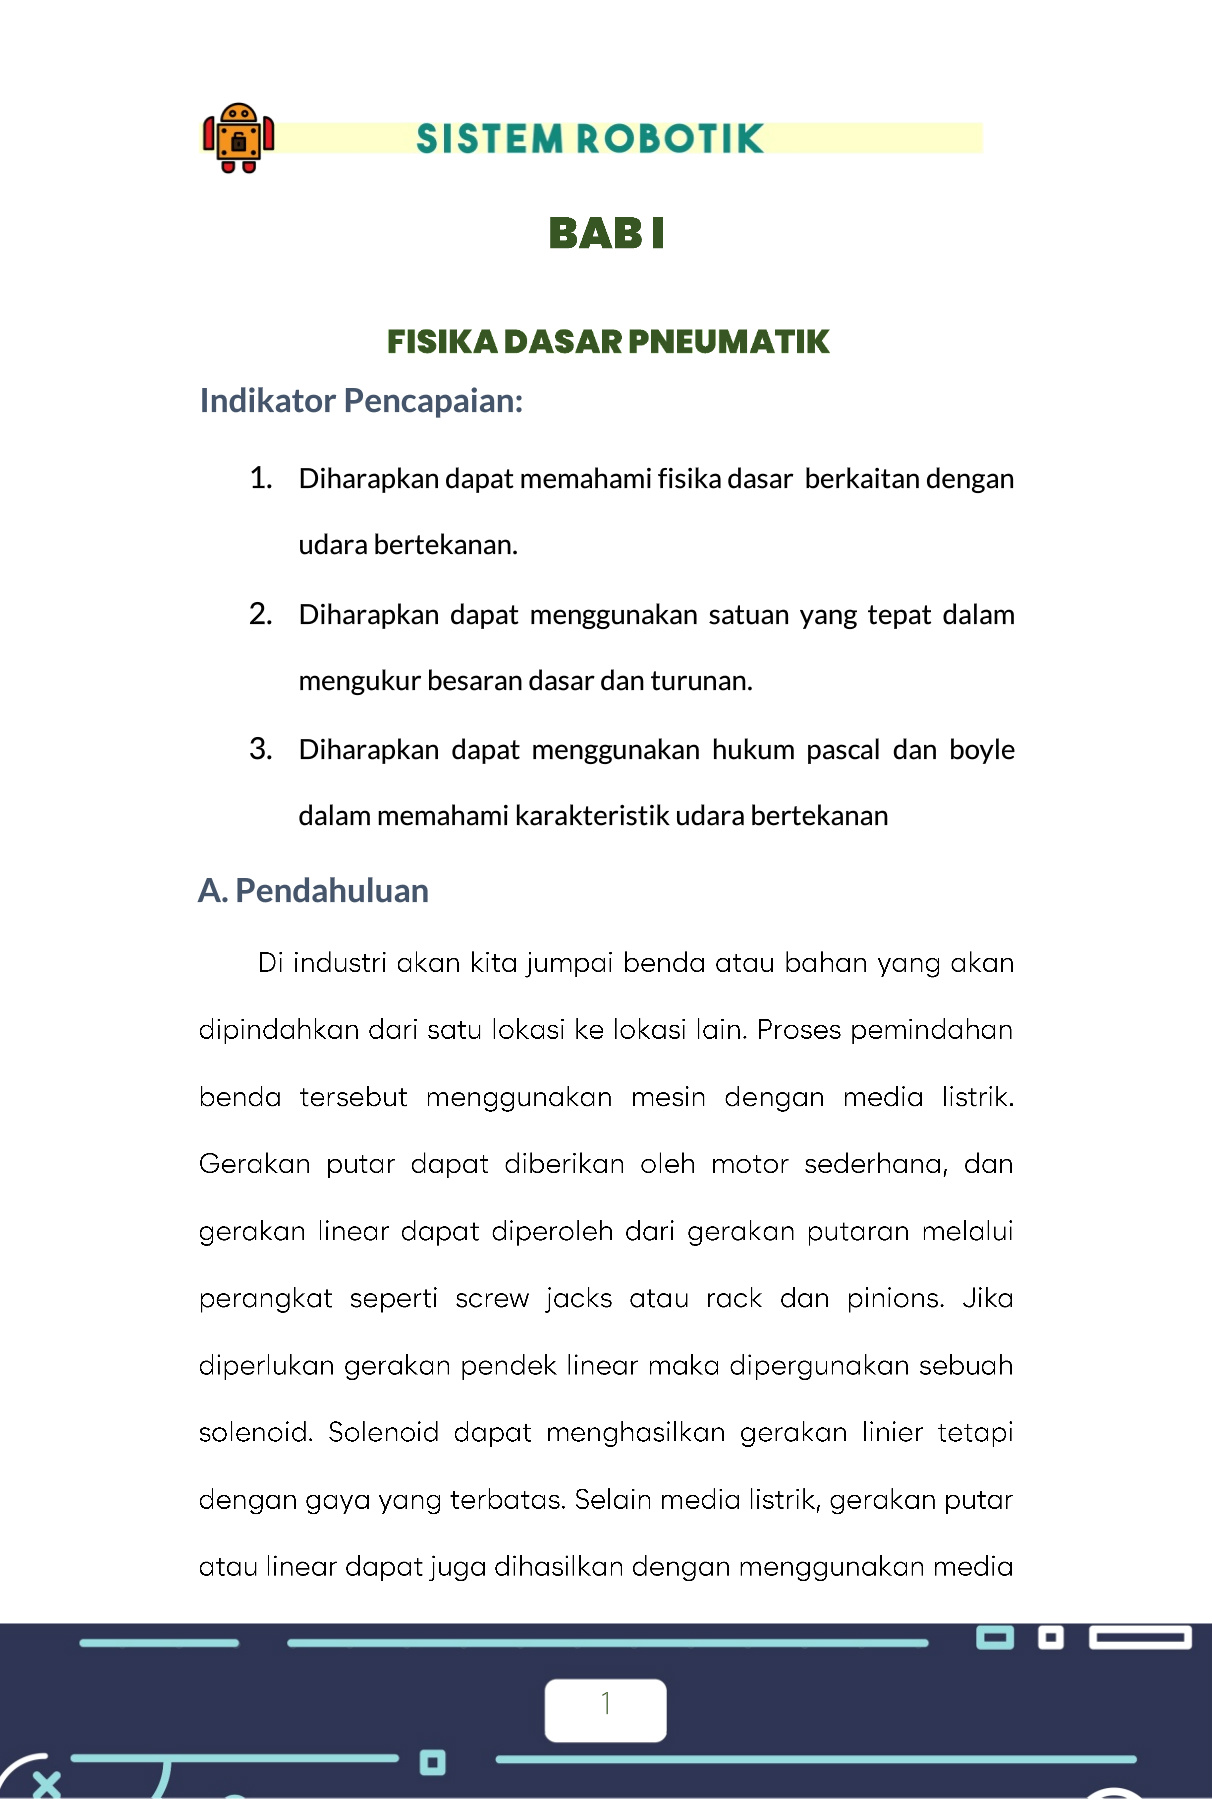 SISTEM ROBOTIK
BAB I
FISIKA DASAR PNEUMATIK
Indikator Pencapaian:
1. Diharapkan dapat memahami fisika dasar berkaitan dengan
udara bertekanan.
2. Diharapkan dapat menggunakan satuan yang tepat dalam
mengukur besaran dasar dan turunan.
3. Diharapkan dapat menggunakan hukum pascal dan boyle
dalam memahami karakteristik udara bertekanan
A. Pendahuluan
Di industri akan kita jumpai benda atau bahan yang akan
dipindahkan dari satu lokasi ke lokasi lain. Proses pemindahan
benda tersebut menggunakan mesin dengan media listrik.
Gerakan putar dapat diberikan oleh motor sederhana, dan
gerakan linear dapat diperoleh dari gerakan putaran melalui
perangkat seperti screw jacks atau rack dan pinions. Jika
diperlukan gerakan pendek linear maka dipergunakan sebuah
solenoid. Solenoid dapat menghasilkan gerakan linier tetapi
dengan gaya yang terbatas. Selain media listrik, gerakan putar
atau linear dapat juga dihasilkan dengan menggunakan media
1